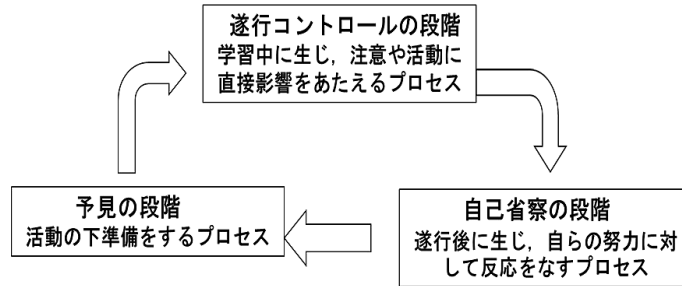 遂行コントロールの段階
学習中に生じ，注意や活動に
直接影響をあたえるプロセス
予見の段階
活動の下準備をするプロセス
自己省察の段階
遂行後に生じ，自らの努力に対
して反応をなすプロセス